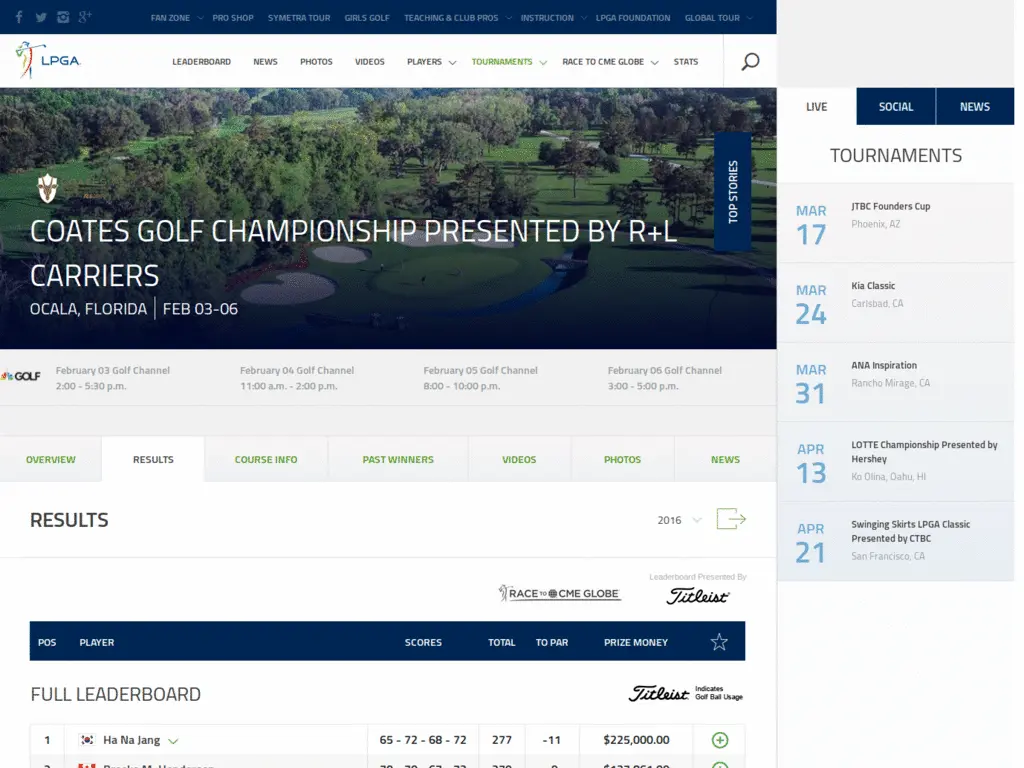 FAN ZONE PRO SHOP SYMETRA TOUR GIRLS GOLF TEACHING & CLUB PROS INSTRUCTION LPGA FOUNDATION GLOBAL TOUR
LPGA
LEADERBOARD NEWS PHOTOS VIDEOS PLAYERS TOURNAMENTS RACE TO CME GLOBE STATS
TOP STORIES
COATES GOLF CHAMPIONSHIP PRESENTED BY R+L
CARRIERS
OCALA, FLORIDA | FEB 03-06
GOLF
February 03 Golf Channel
2:00 - 5:30 p.m.
February 04 Golf Channel
11:00 a.m. - 2:00 p.m.
February 05 Golf Channel
8:00 - 10:00 p.m.
February 06 Golf Channel
3:00 - 5:00 p.m.
OVERVIEW RESULTS COURSE INFO PAST WINNERS VIDEOS PHOTOS NEWS
RESULTS
2016
RACE TO CME GLOBE
Leaderboard Presented By
Titleist
POS PLAYER SCORES TOTAL TO PAR PRIZE MONEY
FULL LEADERBOARD
Titleist
Indicates
Golf Ball Usage
1 Ha Na Jang 65 - 72 - 68 - 72 277 -11 $225,000.00
LIVE SOCIAL NEWS
TOURNAMENTS
MAR
17
JTBC Founders Cup
Phoenix, AZ
MAR
24
Kia Classic
Carlsbad, CA
MAR
31
ANA Inspiration
Rancho Mirage, CA
APR
13
LOTTE Championship Presented by
Hershey
Ko Olina, Oahu, HI
APR
21
Swinging Skirts LPGA Classic
Presented by CTBC
San Francisco, CA